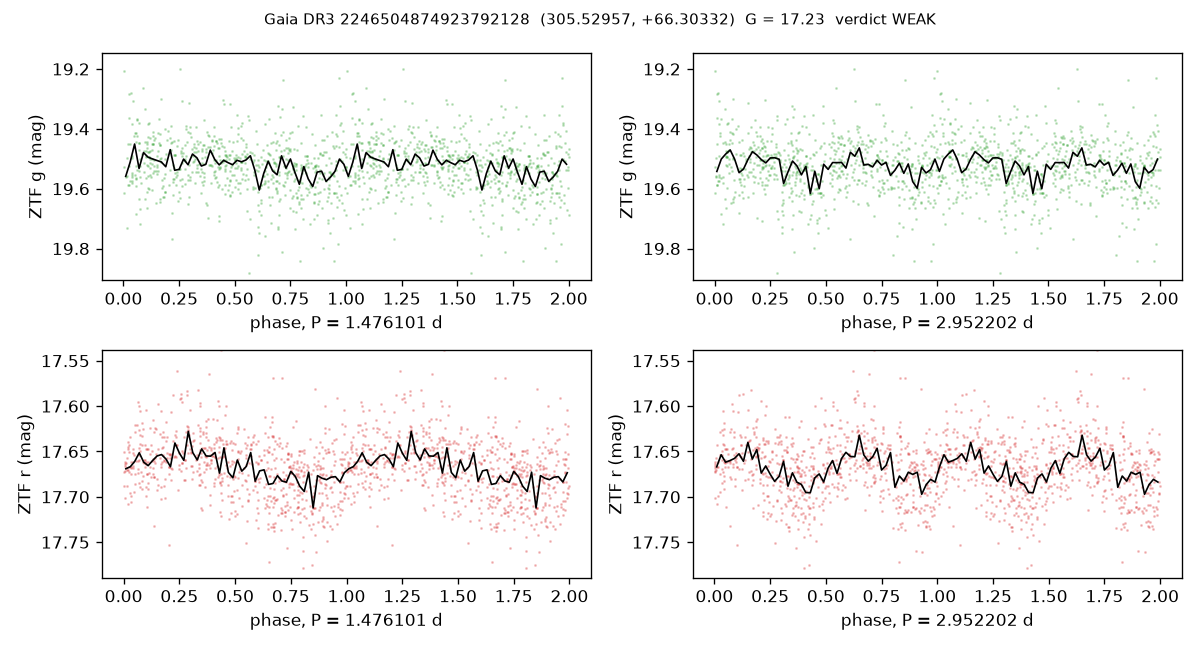 Gaia DR3 2246504874923792128  (305.52957, +66.30332)  G = 17.23  verdict WEAK
ZTF g (mag)
19.2
19.4
19.6
19.8
0.00 0.25 0.50 0.75 1.00 1.25 1.50 1.75 2.00
phase, P = 1.476101 d
ZTF g (mag)
19.2
19.4
19.6
19.8
0.00 0.25 0.50 0.75 1.00 1.25 1.50 1.75 2.00
phase, P = 2.952202 d
ZTF r (mag)
17.55
17.60
17.65
17.70
17.75
0.00 0.25 0.50 0.75 1.00 1.25 1.50 1.75 2.00
phase, P = 1.476101 d
ZTF r (mag)
17.55
17.60
17.65
17.70
17.75
0.00 0.25 0.50 0.75 1.00 1.25 1.50 1.75 2.00
phase, P = 2.952202 d